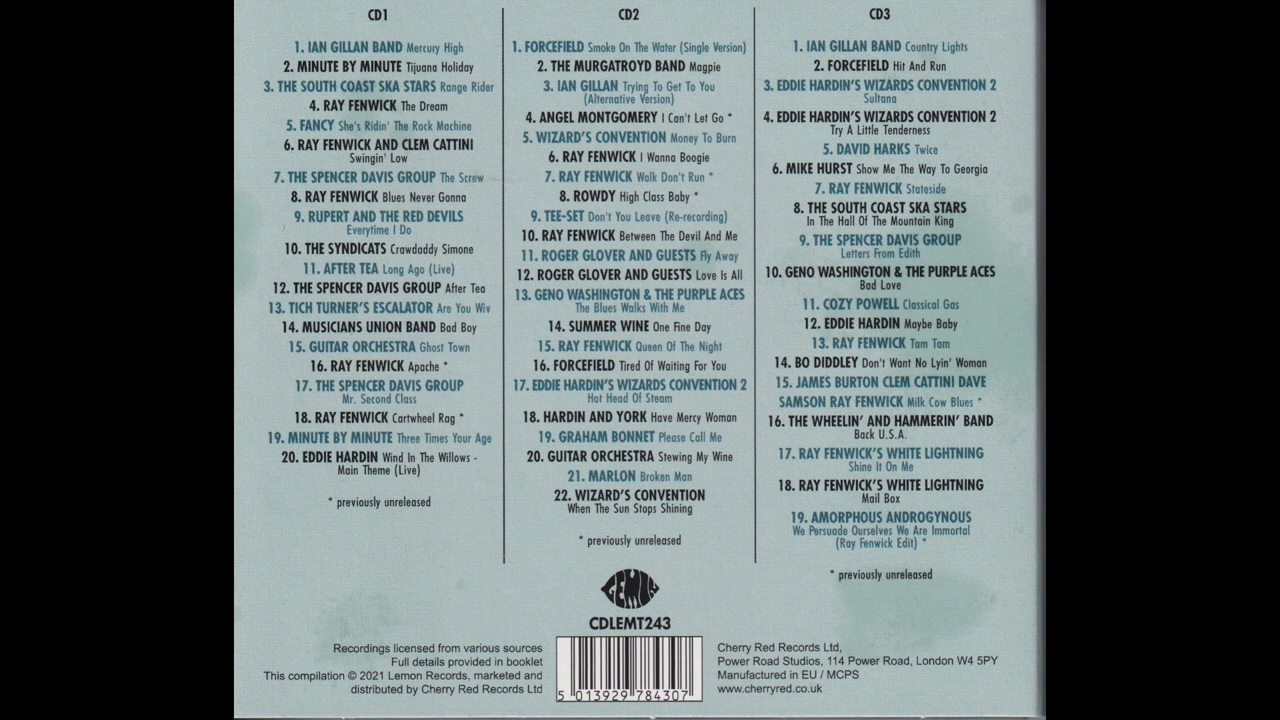 CD1
1. IAN GILLAN BAND Mercury High
2. MINUTE BY MINUTE Tijuana Holiday
3. THE SOUTH COAST SKA STARS Range Rider
4. RAY FENWICK The Dream
5. FANCY She's Ridin' The Rock Machine
6. RAY FENWICK AND CLEM CATTINI
Swingin' Low
7. THE SPENCER DAVIS GROUP The Screw
8. RAY FENWICK Blues Never Gonna
9. RUPERT AND THE RED DEVILS
Everytime I Do
10. THE SYNDICATS Crawdaddy Simone
11. AFTER TEA Long Ago (Live)
12. THE SPENCER DAVIS GROUP After Tea
13. TICH TURNER'S ESCALATOR Are You Wiv
14. MUSICIANS UNION BAND Bad Boy
15. GUITAR ORCHESTRA Ghost Town
16. RAY FENWICK Apache *
17. THE SPENCER DAVIS GROUP
Mr. Second Class
18. RAY FENWICK Cartwheel Rag *
19. MINUTE BY MINUTE Three Times Your Age
20. EDDIE HARDIN Wind In The Willows -
Main Theme (Live)
* previously unreleased
CD2
1. FORCEFIELD Smoke On The Water (Single Version)
2. THE MURGATROYD BAND Magpie
3. IAN GILLAN Trying To Get To You
(Alternative Version)
4. ANGEL MONTGOMERY I Can't Let Go *
5. WIZARD'S CONVENTION Money To Burn
6. RAY FENWICK I Wanna Boogie
7. RAY FENWICK Walk Don't Run *
8. ROWDY High Class Baby *
9. TEE-SET Don't You Leave (Re-recording)
10. RAY FENWICK Between The Devil And Me
11. ROGER GLOVER AND GUESTS Fly Away
12. ROGER GLOVER AND GUESTS Love Is All
13. GENO WASHINGTON & THE PURPLE ACES
The Blues Walks With Me
14. SUMMER WINE One Fine Day
15. RAY FENWICK Queen Of The Night
16. FORCEFIELD Tired Of Waiting For You
17. EDDIE HARDIN'S WIZARDS CONVENTION 2
Hot Head Of Steam
18. HARDIN AND YORK Have Mercy Woman
19. GRAHAM BONNET Please Call Me
20. GUITAR ORCHESTRA Stewing My Wine
21. MARLON Broken Man
22. WIZARD'S CONVENTION
When The Sun Stops Shining
* previously unreleased
CD3
1. IAN GILLAN BAND Country Lights
2. FORCEFIELD Hit And Run
3. EDDIE HARDIN'S WIZARDS CONVENTION 2
Sultana
4. EDDIE HARDIN'S WIZARDS CONVENTION 2
Try A Little Tenderness
5. DAVID HARKS Twice
6. MIKE HURST Show Me The Way To Georgia
7. RAY FENWICK Stateside
8. THE SOUTH COAST SKA STARS
In The Hall Of The Mountain King
9. THE SPENCER DAVIS GROUP
Letters From Edith
10. GENO WASHINGTON & THE PURPLE ACES
Bad Love
11. COZY POWELL Classical Gas
12. EDDIE HARDIN Maybe Baby
13. RAY FENWICK Tam Tam
14. BO DIDDLEY Don't Want No Lyin' Woman
15. JAMES BURTON CLEM CATTINI DAVE
SAMSON RAY FENWICK Milk Cow Blues *
16. THE WHEELIN' AND HAMMERIN' BAND
Back U.S.A.
17. RAY FENWICK'S WHITE LIGHTNING
Shine It On Me
18. RAY FENWICK'S WHITE LIGHTNING
Mail Box
19. AMORPHOUS ANDROGYNOUS
We Persuade Ourselves We Are Immortal
(Ray Fenwick Edit) *
* previously unreleased
CDLEMT243
Recordings licensed from various sources
Full details provided in booklet
This compilation © 2021 Lemon Records, marketed and
distributed by Cherry Red Records Ltd
5 013929 784307
Cherry Red Records Ltd,
Power Road Studios, 114 Power Road, London W4 5PY
Manufactured in EU / MCPS
www.cherryred.co.uk